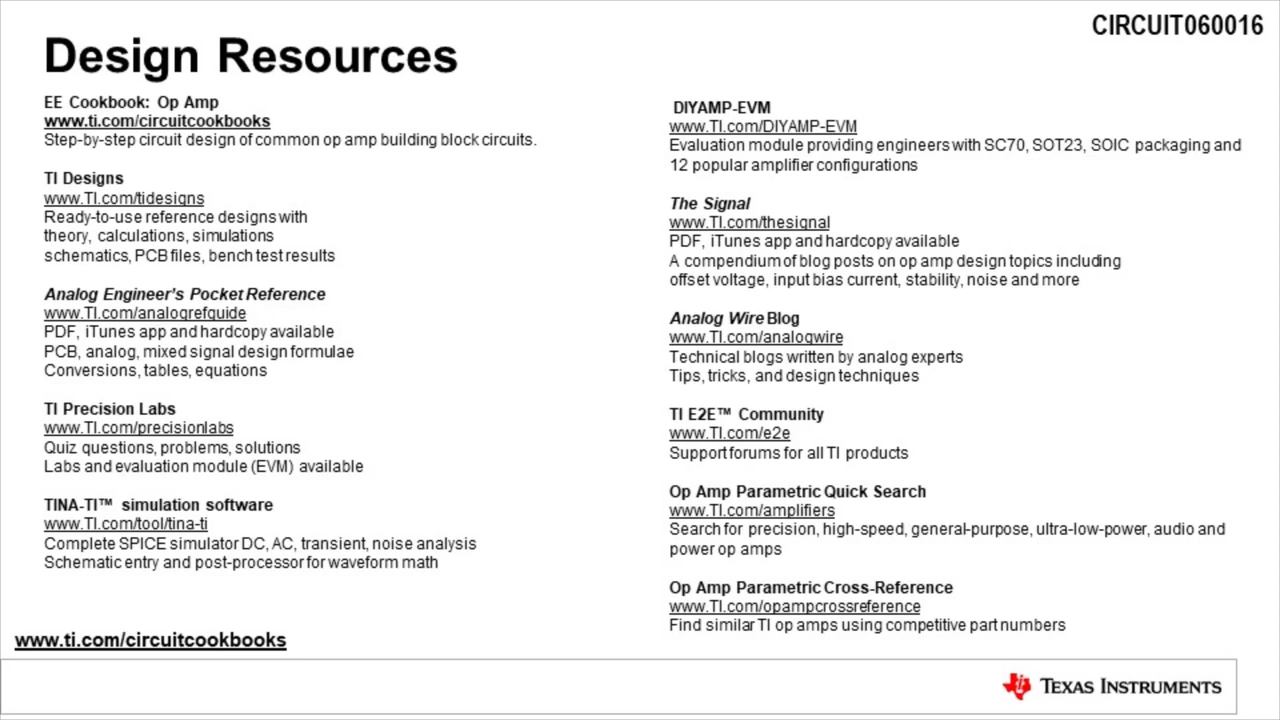 CIRCUIT060016
Design Resources
EE Cookbook: Op Amp
www.ti.com/circuitcookbooks
Step-by-step circuit design of common op amp building block circuits.
TI Designs
www.TI.com/tidesigns
Ready-to-use reference designs with
theory, calculations, simulations
schematics, PCB files, bench test results
Analog Engineer's Pocket Reference
www.TI.com/analogrefguide
PDF, iTunes app and hardcopy available
PCB, analog, mixed signal design formulae
Conversions, tables, equations
TI Precision Labs
www.TI.com/precisionlabs
Quiz questions, problems, solutions
Labs and evaluation module (EVM) available
TINA-TI™ simulation software
www.TI.com/tool/tina-ti
Complete SPICE simulator DC, AC, transient, noise analysis
Schematic entry and post-processor for waveform math
DIYAMP-EVM
www.TI.com/DIYAMP-EVM
Evaluation module providing engineers with SC70, SOT23, SOIC packaging and
12 popular amplifier configurations
The Signal
www.TI.com/thesignal
PDF, iTunes app and hardcopy available
A compendium of blog posts on op amp design topics including
offset voltage, input bias current, stability, noise and more
Analog Wire Blog
www.TI.com/analogwire
Technical blogs written by analog experts
Tips, tricks, and design techniques
TI E2E™ Community
www.TI.com/e2e
Support forums for all TI products
Op Amp Parametric Quick Search
www.TI.com/amplifiers
Search for precision, high-speed, general-purpose, ultra-low-power, audio and
power op amps
Op Amp Parametric Cross-Reference
www.TI.com/opampcrossreference
Find similar TI op amps using competitive part numbers
www.ti.com/circuitcookbooks
TEXAS INSTRUMENTS